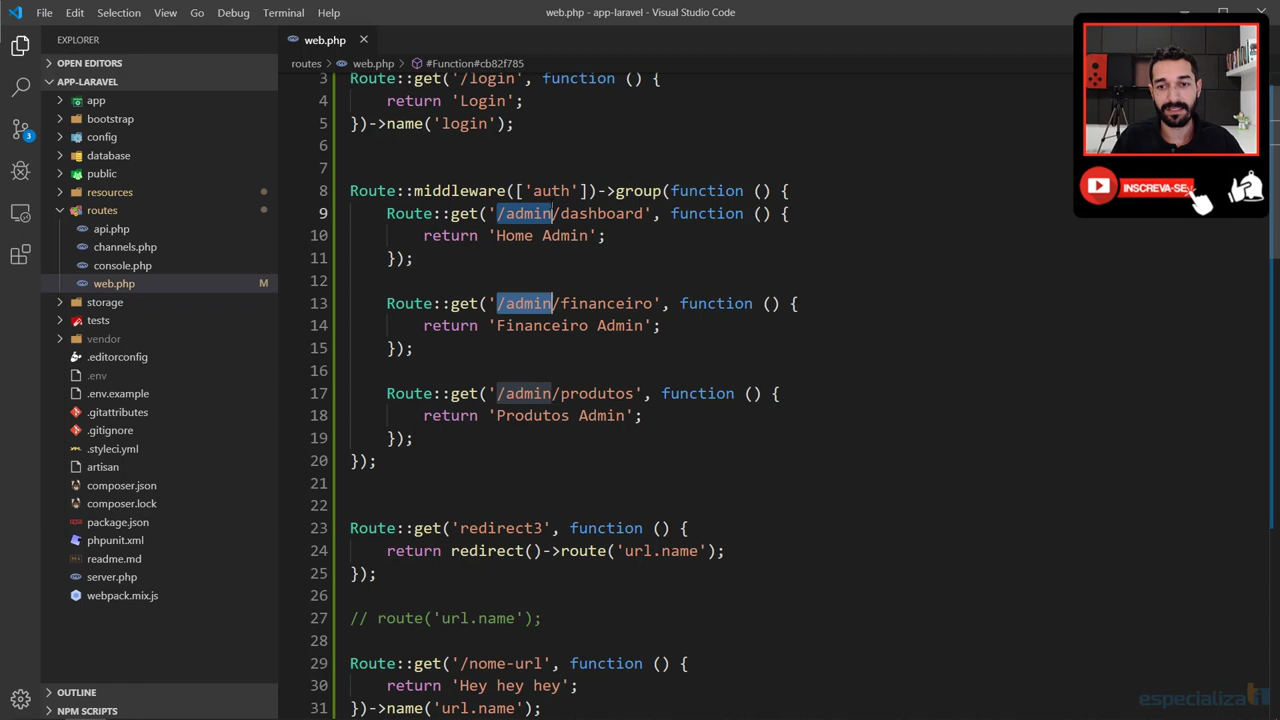 File Edit Selection View Go Debug Terminal Help
web.php - app-laravel - Visual Studio Code
EXPLORER
OPEN EDITORS
APP-LARAVEL
app
bootstrap
config
database
public
resources
routes
api.php
channels.php
console.php
web.php M
storage
tests
vendor
.editorconfig
.env
.env.example
.gitattributes
.gitignore
.styleci.yml
artisan
composer.json
composer.lock
package.json
phpunit.xml
readme.md
server.php
webpack.mix.js
OUTLINE
NPM SCRIPTS
3
web.php
routes > web.php > #Function#cb82f785
3 Route::get('/login', function () {
4 return 'Login';
5 })->name('login');
6
7
8 Route::middleware(['auth'])->group(function () {
9 Route::get('/admin/dashboard', function () {
10 return 'Home Admin';
11 });
12
13 Route::get('/admin/financeiro', function () {
14 return 'Financeiro Admin';
15 });
16
17 Route::get('/admin/produtos', function () {
18 return 'Produtos Admin';
19 });
20 });
21
22
23 Route::get('redirect3', function () {
24 return redirect()->route('url.name');
25 });
26
27 // route('url.name');
28
29 Route::get('/nome-url', function () {
30 return 'Hey hey hey';
31 })->name('url.name');
INSCREVA-SE
especializati